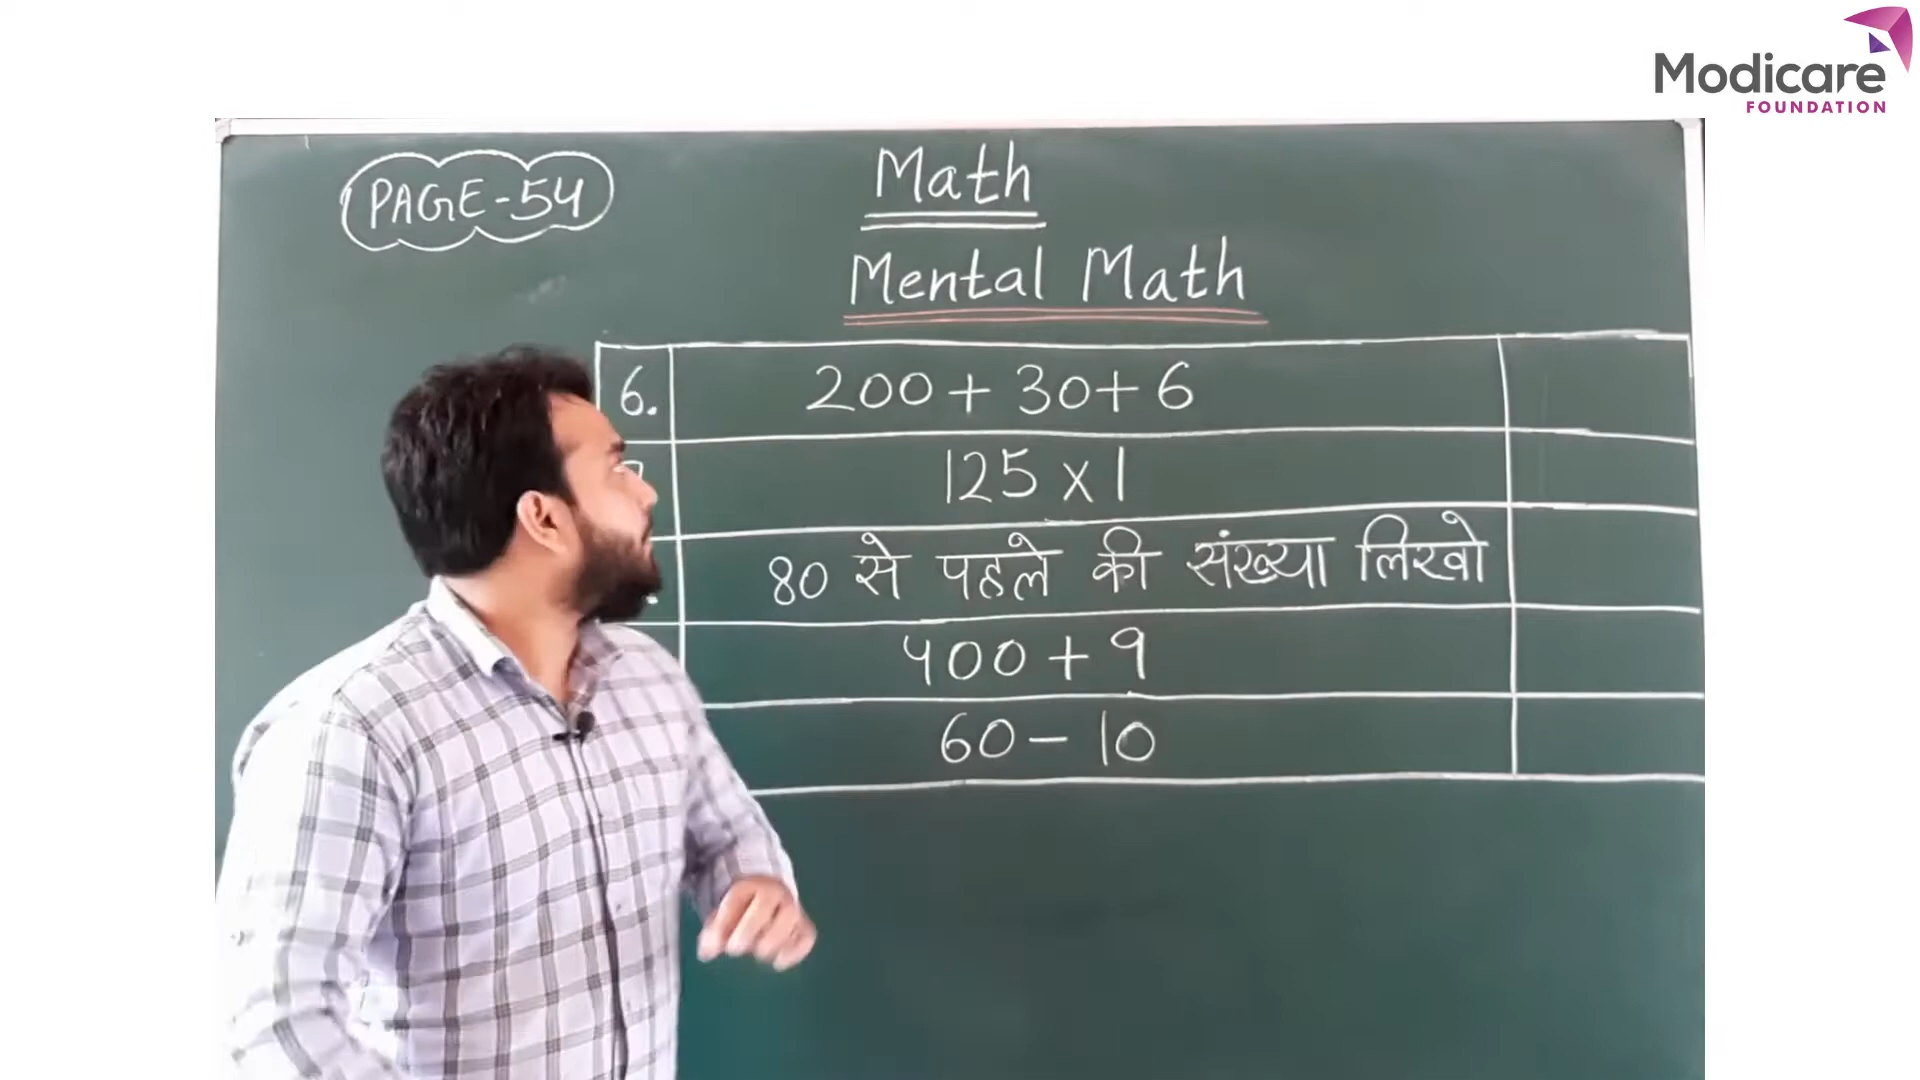 Modicare
FOUNDATION
PAGE-54
Math
Mental Math
6. 200 + 30 + 6
125 x 1
80 से पहले की संख्या लिखो
400 + 9
60 - 10